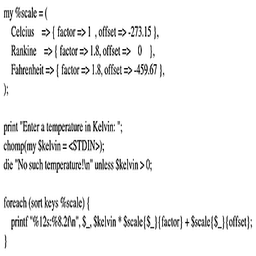 my %scale = (
Celcius => { factor => 1 , offset => -273.15 },
Rankine => { factor => 1.8, offset => 0 },
Fahrenheit => { factor => 1.8, offset => -459.67 },
);
print "Enter a temperature in Kelvin: ";
chomp(my $kelvin = <STDIN>);
die "No such temperature!\n" unless $kelvin > 0;
foreach (sort keys %scale) {
printf "%12s:%8.2f\n", $_, $kelvin * $scale{$_}{factor} + $scale{$_}{offset};
}